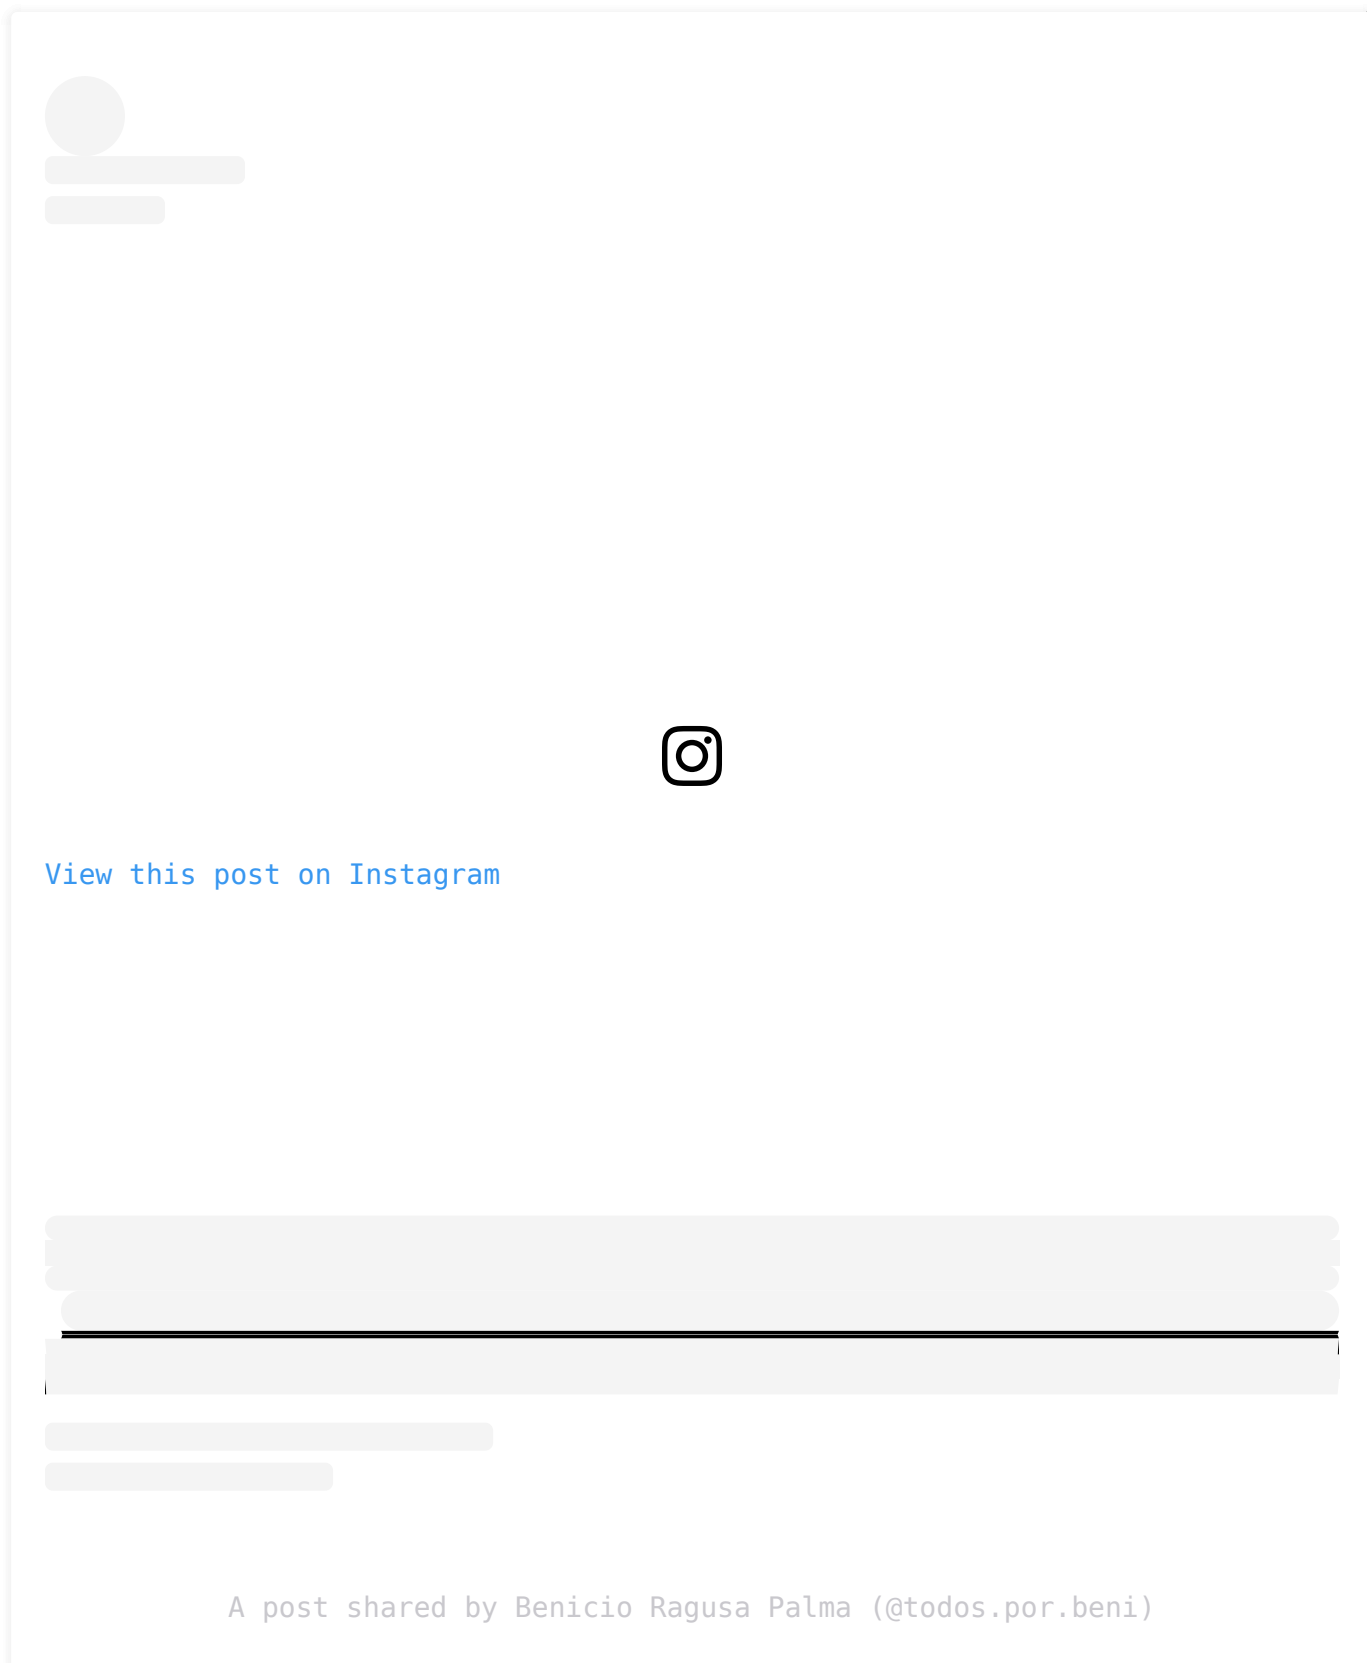 View this post on Instagram
A post shared by Benicio Ragusa Palma (@todos.por.beni)